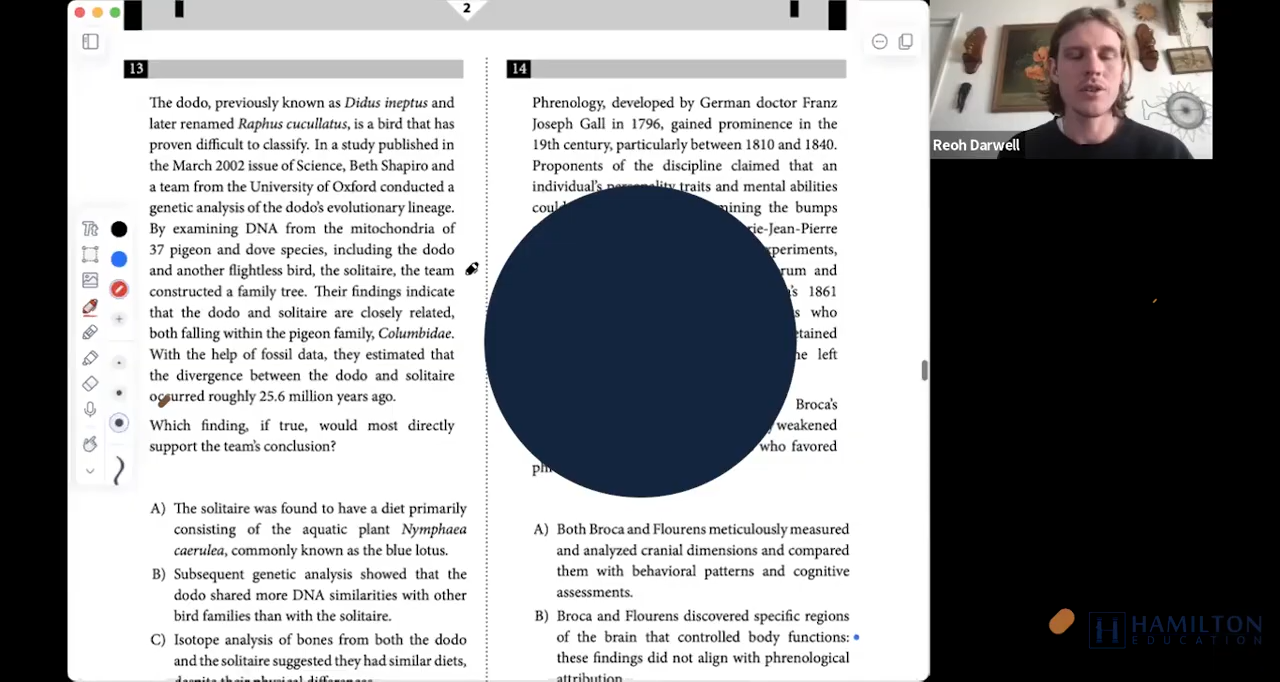 2
13
The dodo, previously known as Didus ineptus and
later renamed Raphus cucullatus, is a bird that has
proven difficult to classify. In a study published in
the March 2002 issue of Science, Beth Shapiro and
a team from the University of Oxford conducted a
genetic analysis of the dodo's evolutionary lineage.
By examining DNA from the mitochondria of
37 pigeon and dove species, including the dodo
and another flightless bird, the solitaire, the team
constructed a family tree. Their findings indicate
that the dodo and solitaire are closely related,
both falling within the pigeon family, Columbidae.
With the help of fossil data, they estimated that
the divergence between the dodo and solitaire
occurred roughly 25.6 million years ago.
Which finding, if true, would most directly
support the team's conclusion?
A) The solitaire was found to have a diet primarily
consisting of the aquatic plant Nymphaea
caerulea, commonly known as the blue lotus.
B) Subsequent genetic analysis showed that the
dodo shared more DNA similarities with other
bird families than with the solitaire.
C) Isotope analysis of bones from both the dodo
and the solitaire suggested they had similar diets,
despite their physical differences.
14
Phrenology, developed by German doctor Franz
Joseph Gall in 1796, gained prominence in the
19th century, particularly between 1810 and 1840.
Proponents of the discipline claimed that an
individual's personality traits and mental abilities
the bumps
Jean-Pierre
and
1861
who
left
Broca's
weakened
who favored
A) Both Broca and Flourens meticulously measured
and analyzed cranial dimensions and compared
them with behavioral patterns and cognitive
assessments.
B) Broca and Flourens discovered specific regions
of the brain that controlled body functions:
these findings did not align with phrenological
attribution
Reoh Darwell
HAMILTON
EDUCATION